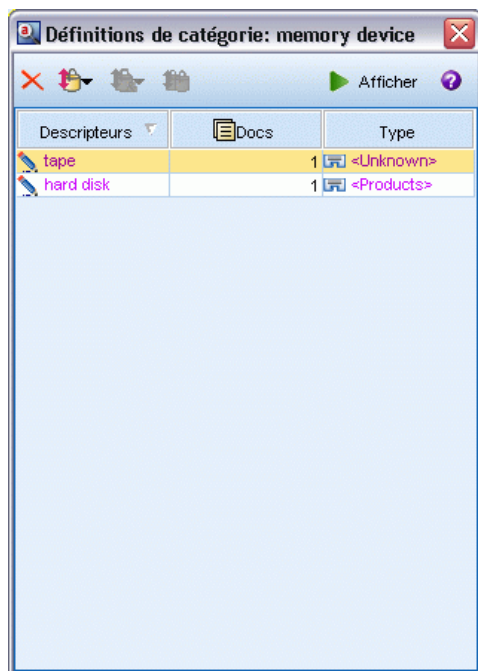 Définitions de catégorie: memory device
Afficher
Descripteurs Docs Type
tape 1 <Unknown>
hard disk 1 <Products>